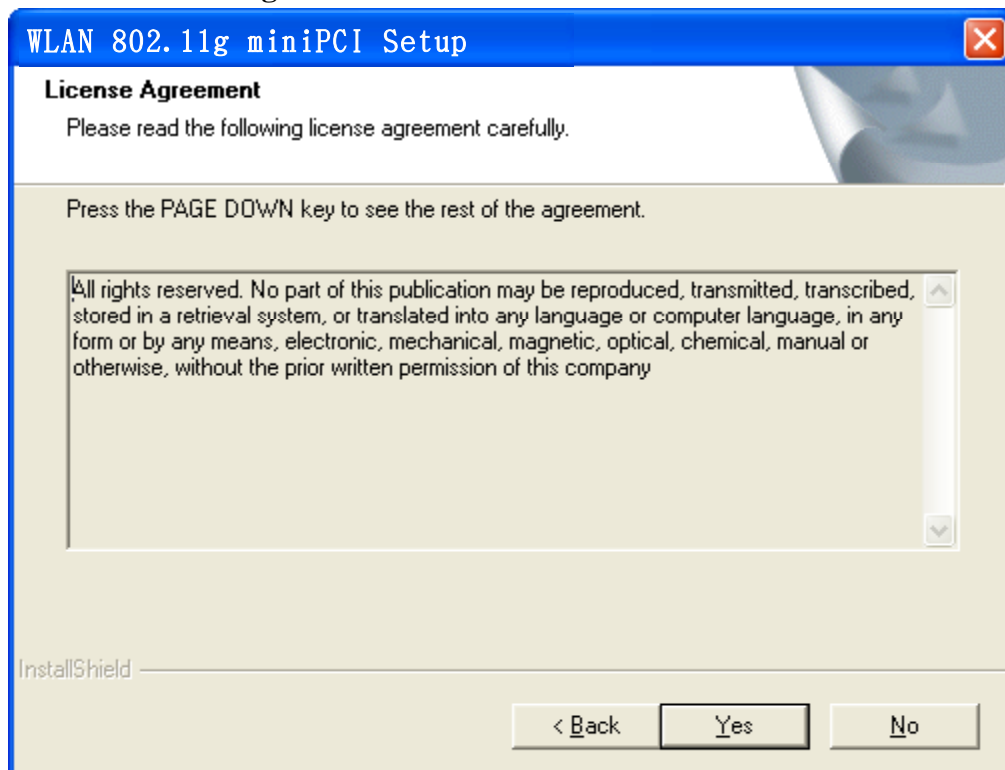 WLAN 802.11g miniPCI Setup
License Agreement
Please read the following license agreement carefully.
Press the PAGE DOWN key to see the rest of the agreement.
All rights reserved. No part of this publication may be reproduced, transmitted, transcribed,
stored in a retrieval system, or translated into any language or computer language, in any
form or by any means, electronic, mechanical, magnetic, optical, chemical, manual or
otherwise, without the prior written permission of this company
InstallShield
< Back
Yes
No